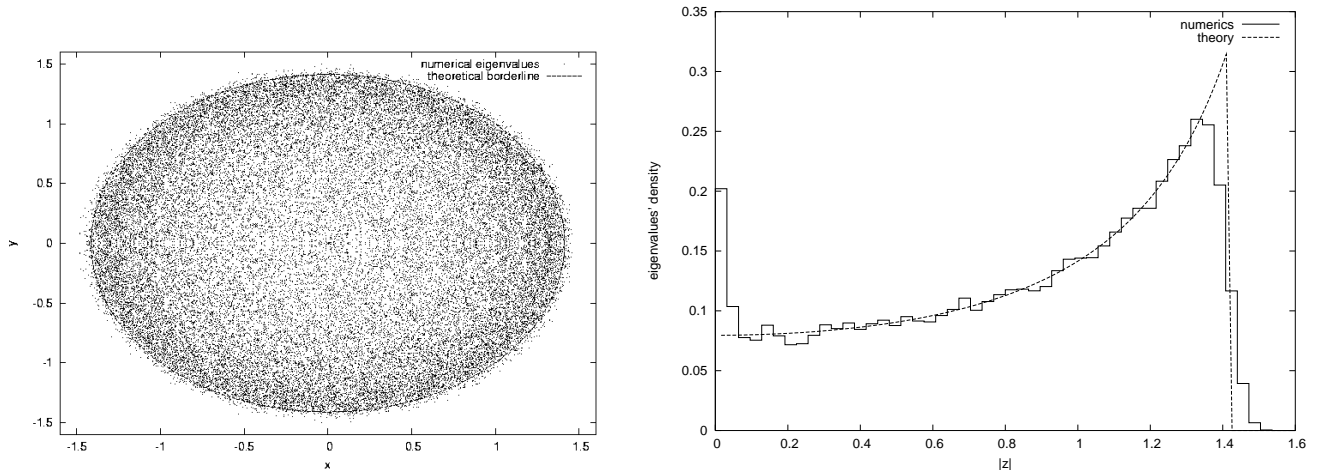 numerical eigenvalues
theoretical borderline
1.5
1
0.5
0
-0.5
-1
-1.5
y
-1.5 -1 -0.5 0 0.5 1 1.5
x
numerics
theory
0.35
0.3
0.25
0.2
0.15
0.1
0.05
0
eigenvalues' density
0 0.2 0.4 0.6 0.8 1 1.2 1.4 1.6
|z|